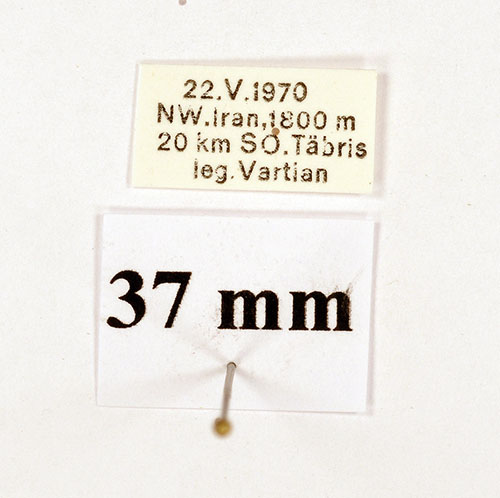 22.V.1970
NW.Iran,1800 m
20 km SO.Täbris
leg.Vartian
37 mm